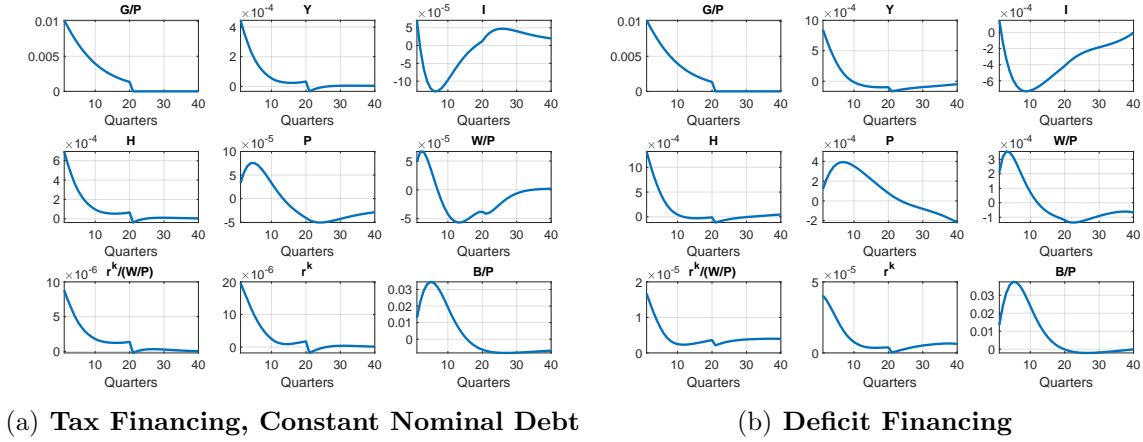 G/P Y I G/P Y I
×10^-4 ×10^-5 ×10^-4 ×10^-4
0.01 4 5 0.01 8 0
0 6 -2
0.005 2 -5 0.005 4 -4
2
0 0 -10 0 0 -6
10 20 30 40 10 20 30 40 10 20 30 40 10 20 30 40 10 20 30 40 10 20 30 40
Quarters Quarters Quarters Quarters Quarters Quarters
H P W/P H P W/P
×10^-4 ×10^-5 ×10^-5 ×10^-4 ×10^-4 ×10^-4
6 5 5 10 4 3
4 2 2
2 0 0 5 0 1
0 0
0 -5 -5 0 -2 -1
10 20 30 40 10 20 30 40 10 20 30 40 10 20 30 40 10 20 30 40 10 20 30 40
Quarters Quarters Quarters Quarters Quarters Quarters
r^k/(W/P) r^k B/P r^k/(W/P) r^k B/P
×10^-6 ×10^-6 ×10^-5 ×10^-5
10 20 0.03 2 5 0.03
15 0.02 0.02
5 10 0.01 1 0.01
5
0 0 0 0 0 0
10 20 30 40 10 20 30 40 10 20 30 40 10 20 30 40 10 20 30 40 10 20 30 40
Quarters Quarters Quarters Quarters Quarters Quarters
(a) Tax Financing, Constant Nominal Debt (b) Deficit Financing